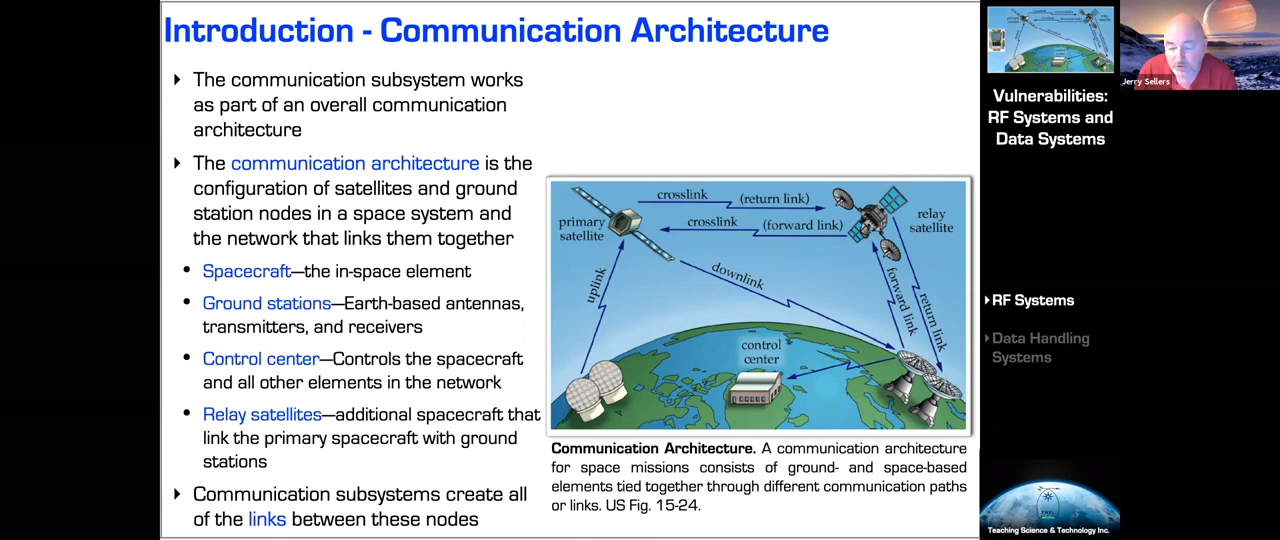 Introduction - Communication Architecture
The communication subsystem works
as part of an overall communication
architecture
The communication architecture is the
configuration of satellites and ground
station nodes in a space system and
the network that links them together
Spacecraft—the in-space element
Ground stations—Earth-based antennas,
transmitters, and receivers
Control center—Controls the spacecraft
and all other elements in the network
Relay satellites—additional spacecraft that
link the primary spacecraft with ground
stations
Communication subsystems create all
of the links between these nodes
crosslink (return link)
primary
satellite
crosslink (forward link)
relay
satellite
uplink
downlink
forward link
return link
control
center
Communication Architecture. A communication architecture
for space missions consists of ground- and space-based
elements tied together through different communication paths
or links. US Fig. 15-24.
Vulnerabilities:
RF Systems and
Data Systems
RF Systems
Data Handling
Systems
Teaching Science & Technology Inc.
Jerry Sellers